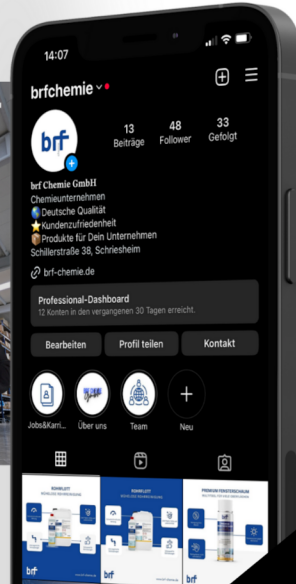 14:07
brfchemie
brf
13
48
33
Beiträge
Follower
Gefolgt
brf Chemie GmbH
Chemieunternehmen
Deutsche Qualität
Kundenzufriedenheit
Produkte für Dein Unternehmen
Schillerstraße 38, Schriesheim
brf-chemie.de
Professional-Dashboard
12 Konten in den vergangenen 30 Tagen erreicht.
Bearbeiten
Profil teilen
Kontakt
Jobs&Karri...
Über uns
Team
Neu
ROHRFLOTT
ROHRFLOTT
PREMIUM FENSTERSCHAUM
brf
brf
brf